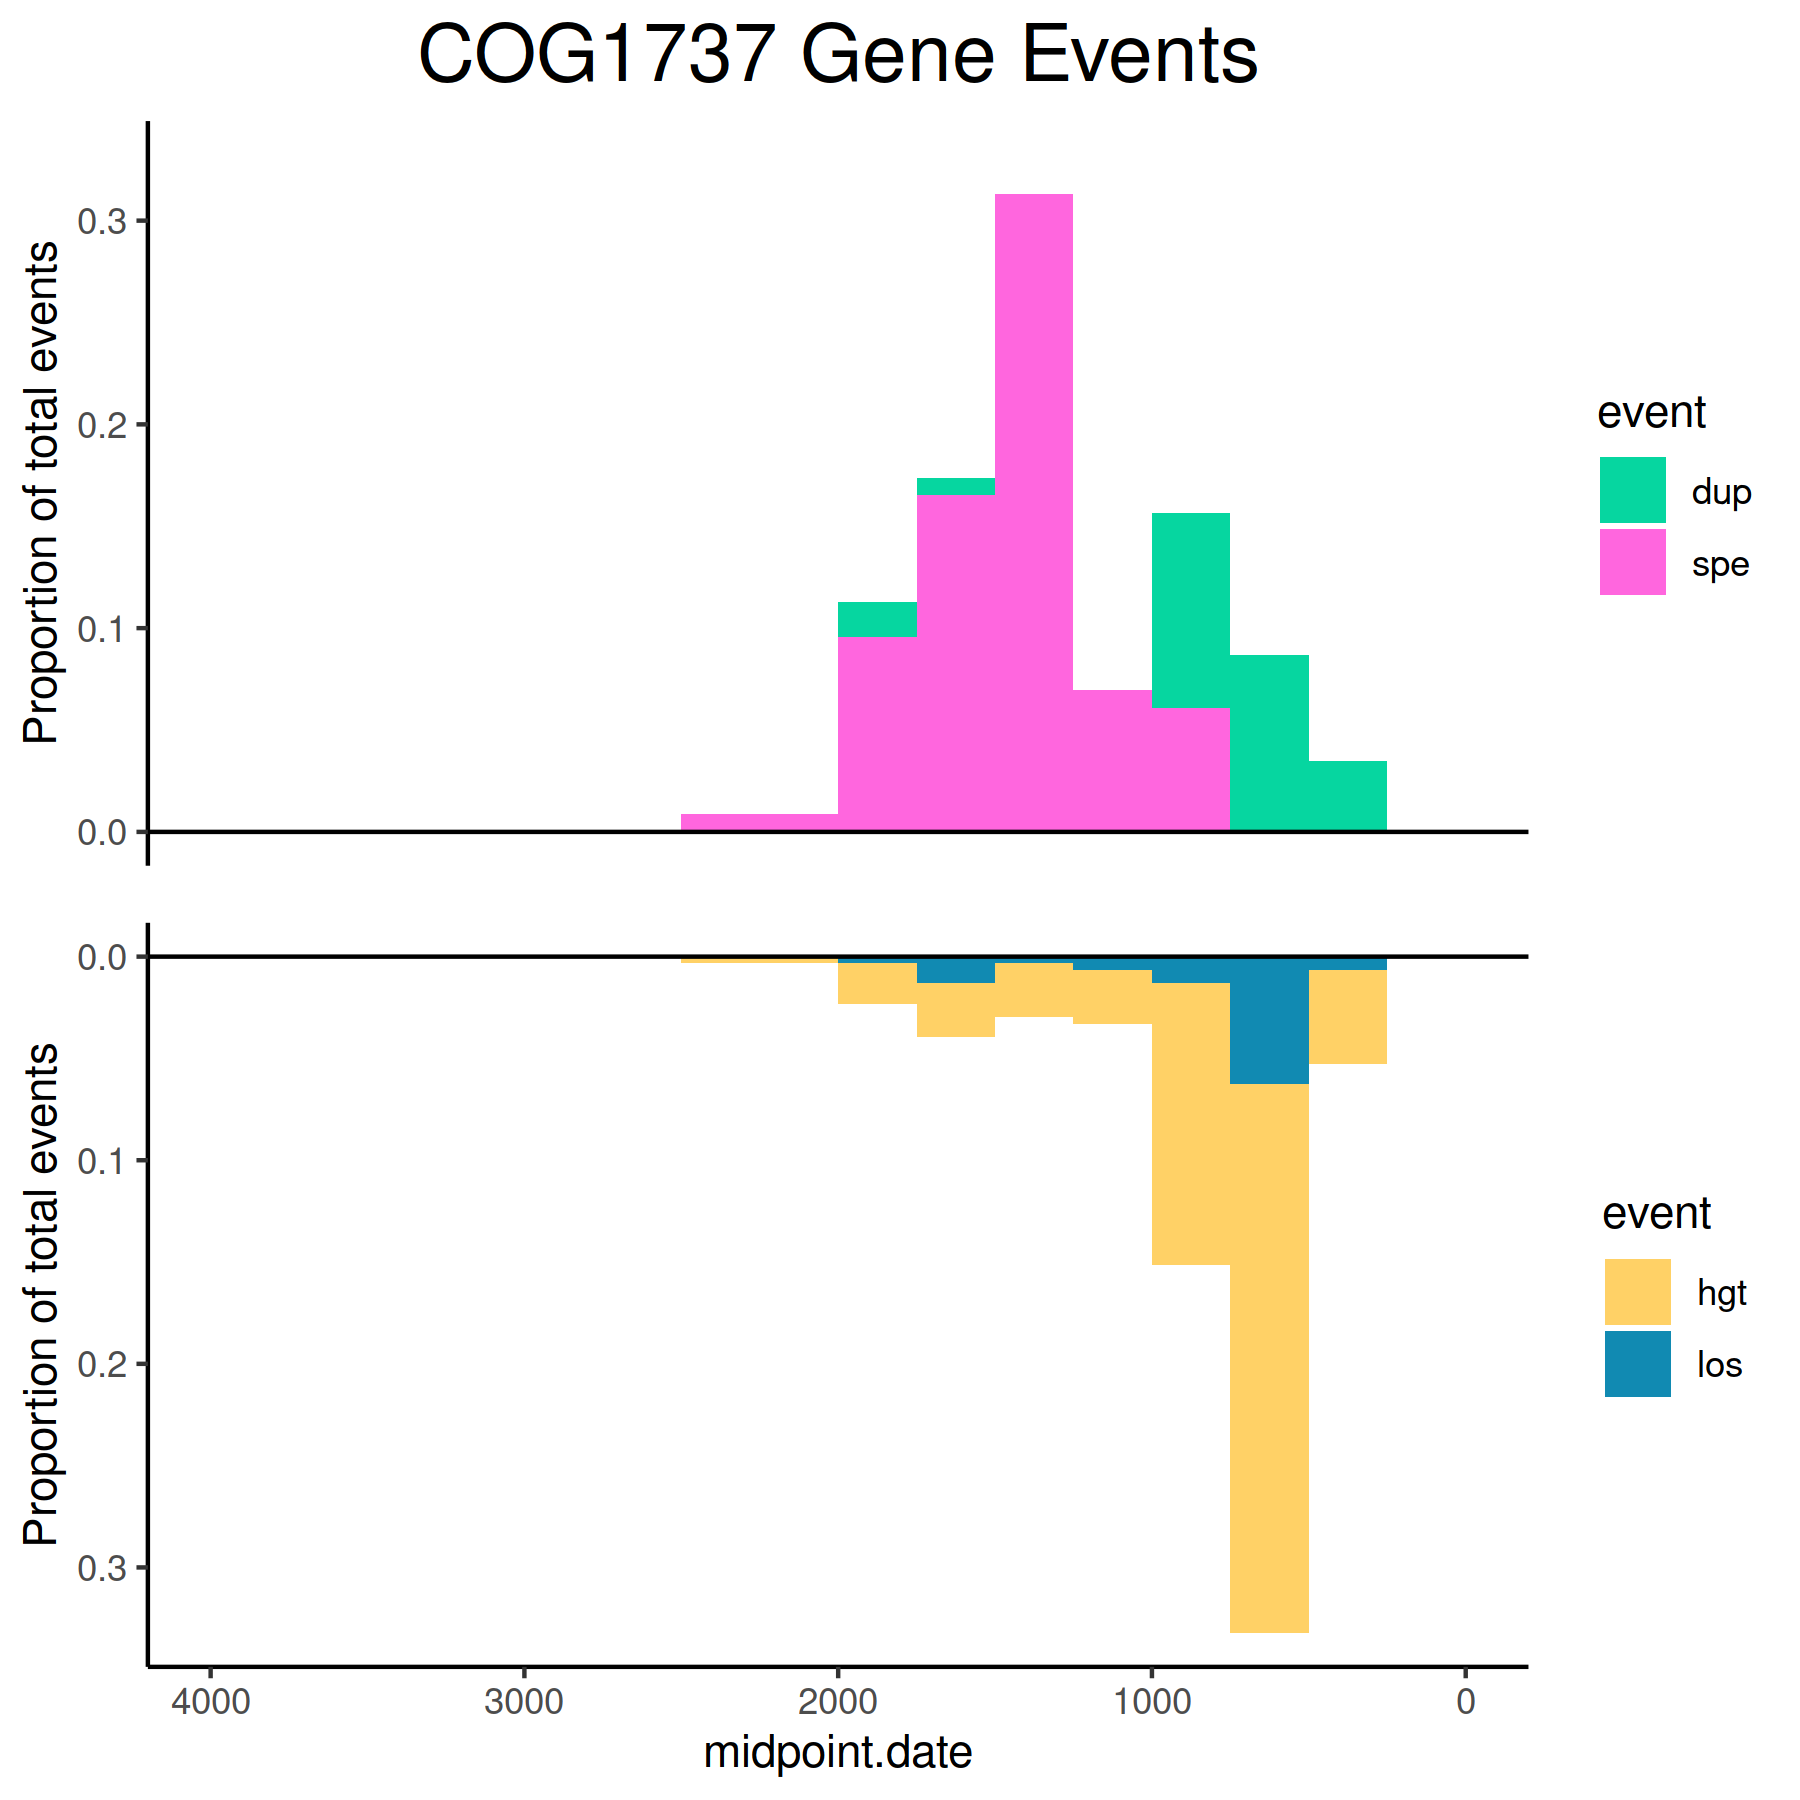 COG1737 Gene Events
Proportion of total events
0.3
0.2
0.1
0.0
event
dup
spe
Proportion of total events
0.0
0.1
0.2
0.3
event
hgt
los
4000 3000 2000 1000 0
midpoint.date